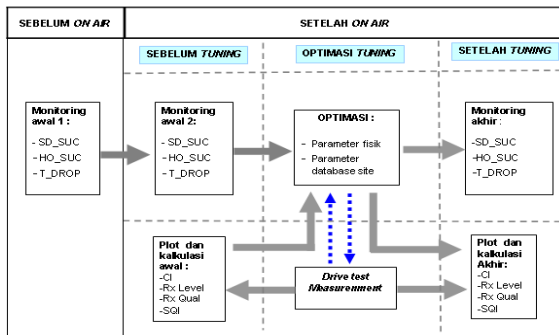 SEBELUM ON AIR
SETELAH ON AIR
SEBELUM TUNING
OPTIMASI TUNING
SETELAH TUNING
Monitoring
awal 1 :
- SD_SUC
- HO_SUC
- T_DROP
Monitoring
awal 2:
- SD_SUC
- HO_SUC
- T_DROP
OPTIMASI :
- Parameter fisik
- Parameter
database site
Monitoring
akhir :
-SD_SUC
-HO_SUC
-T_DROP
Plot dan
kalkulasi
awal :
-CI
-Rx Level
-Rx Qual
-SQI
Drive test
Measurement
Plot dan
kalkulasi
Akhir:
-CI
-Rx Level
-Rx Qual
-SQI